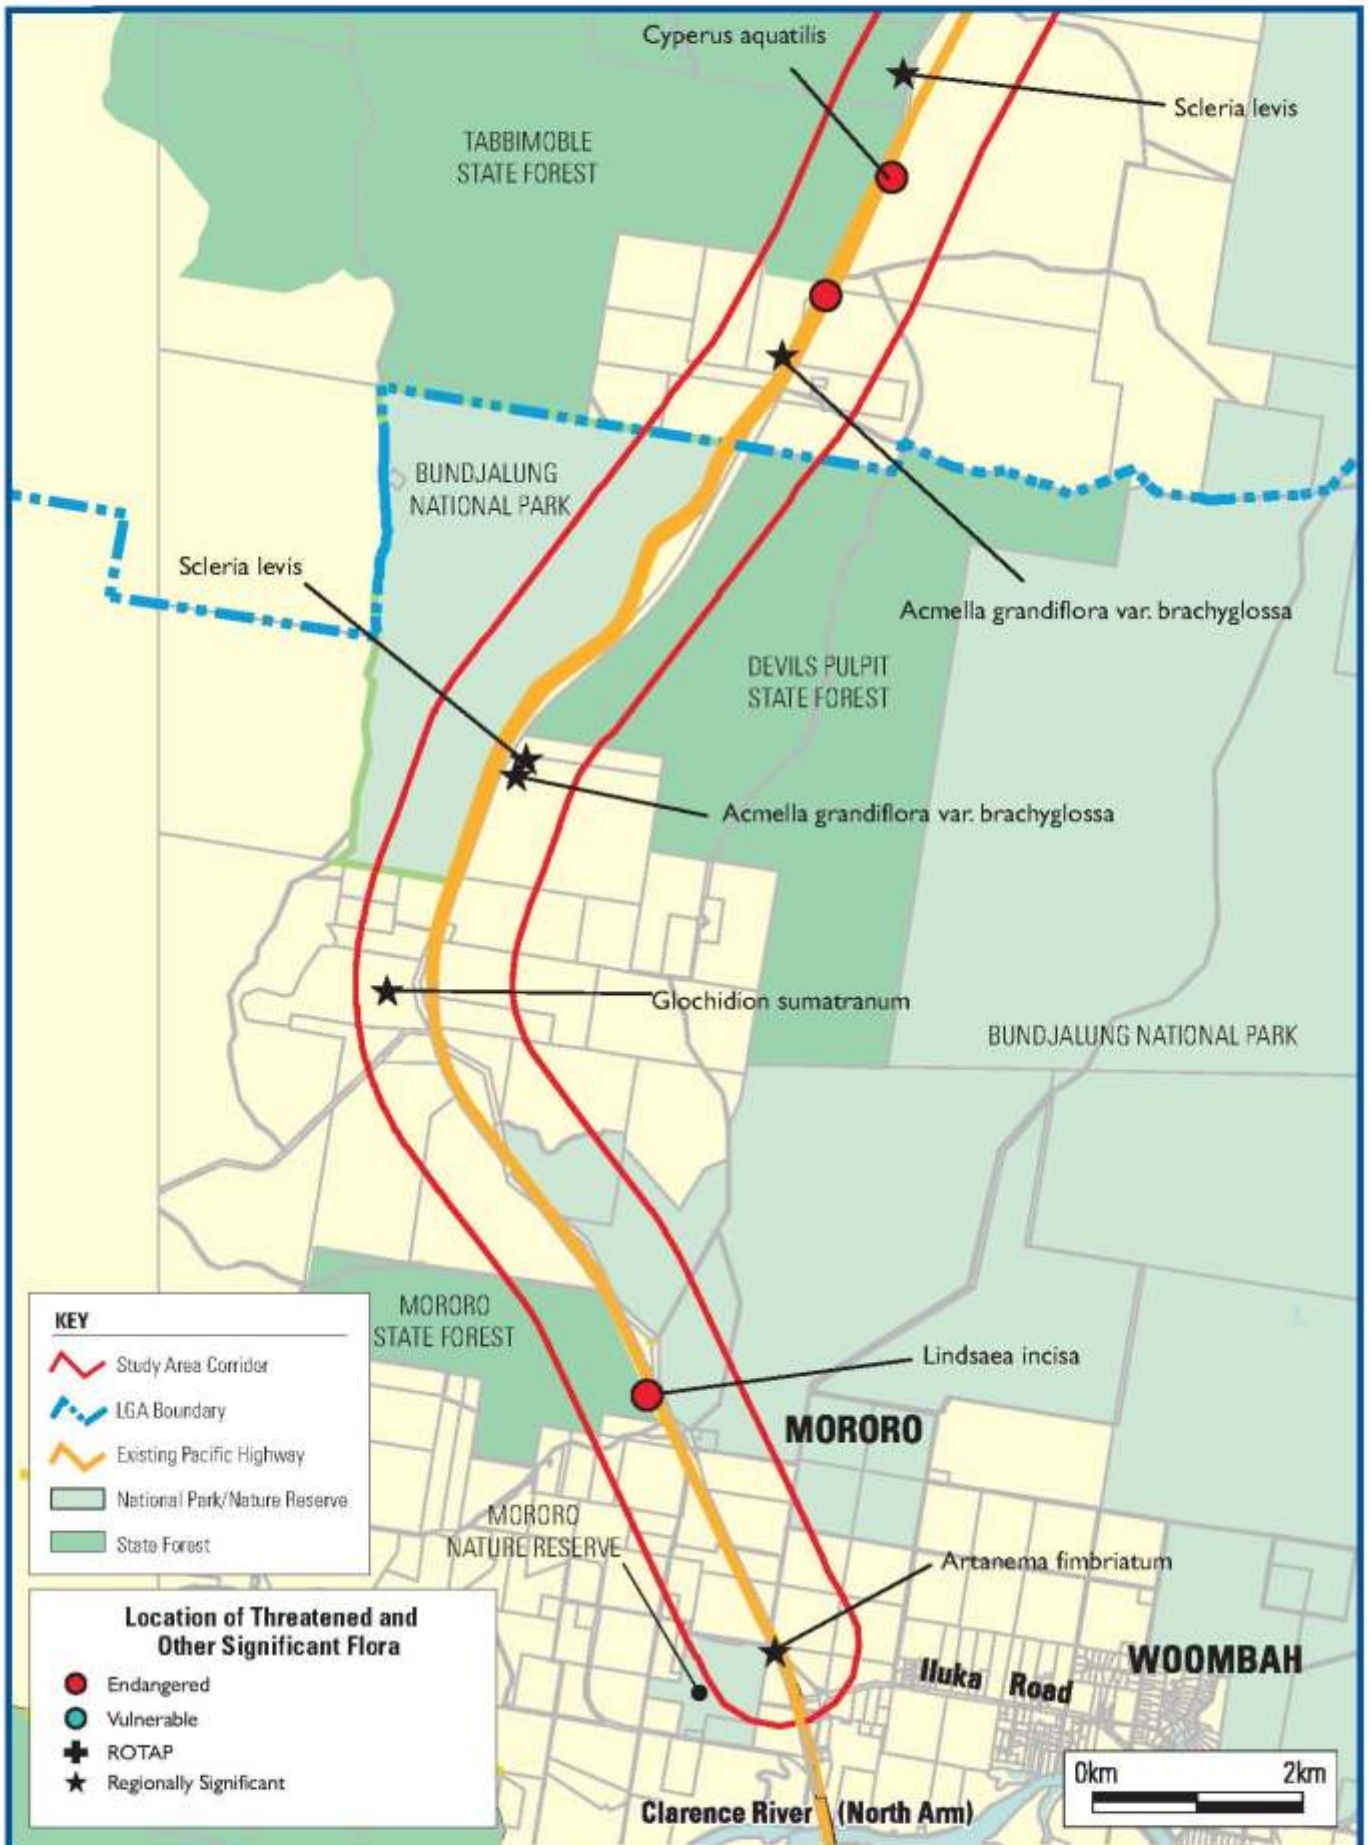 Cyperus aquatilis
Scleria levis
TABBIMOBLE
STATE FOREST
BUNDJALUNG
NATIONAL PARK
Scleria levis
Acmella grandiflora var. brachyglossa
DEVILS PULPIT
STATE FOREST
Acmella grandiflora var. brachyglossa
Glochidion sumatranum
BUNDJALUNG NATIONAL PARK
MORORO
STATE FOREST
Lindsaea incisa
MORORO
MORORO
NATURE RESERVE
Artanema fimbriatum
WOOMBAH
Iluka Road
Clarence River (North Arm)
KEY
Study Area Corridor
LGA Boundary
Existing Pacific Highway
National Park/Nature Reserve
State Forest
Location of Threatened and
Other Significant Flora
Endangered
Vulnerable
ROTAP
Regionally Significant
0km 2km